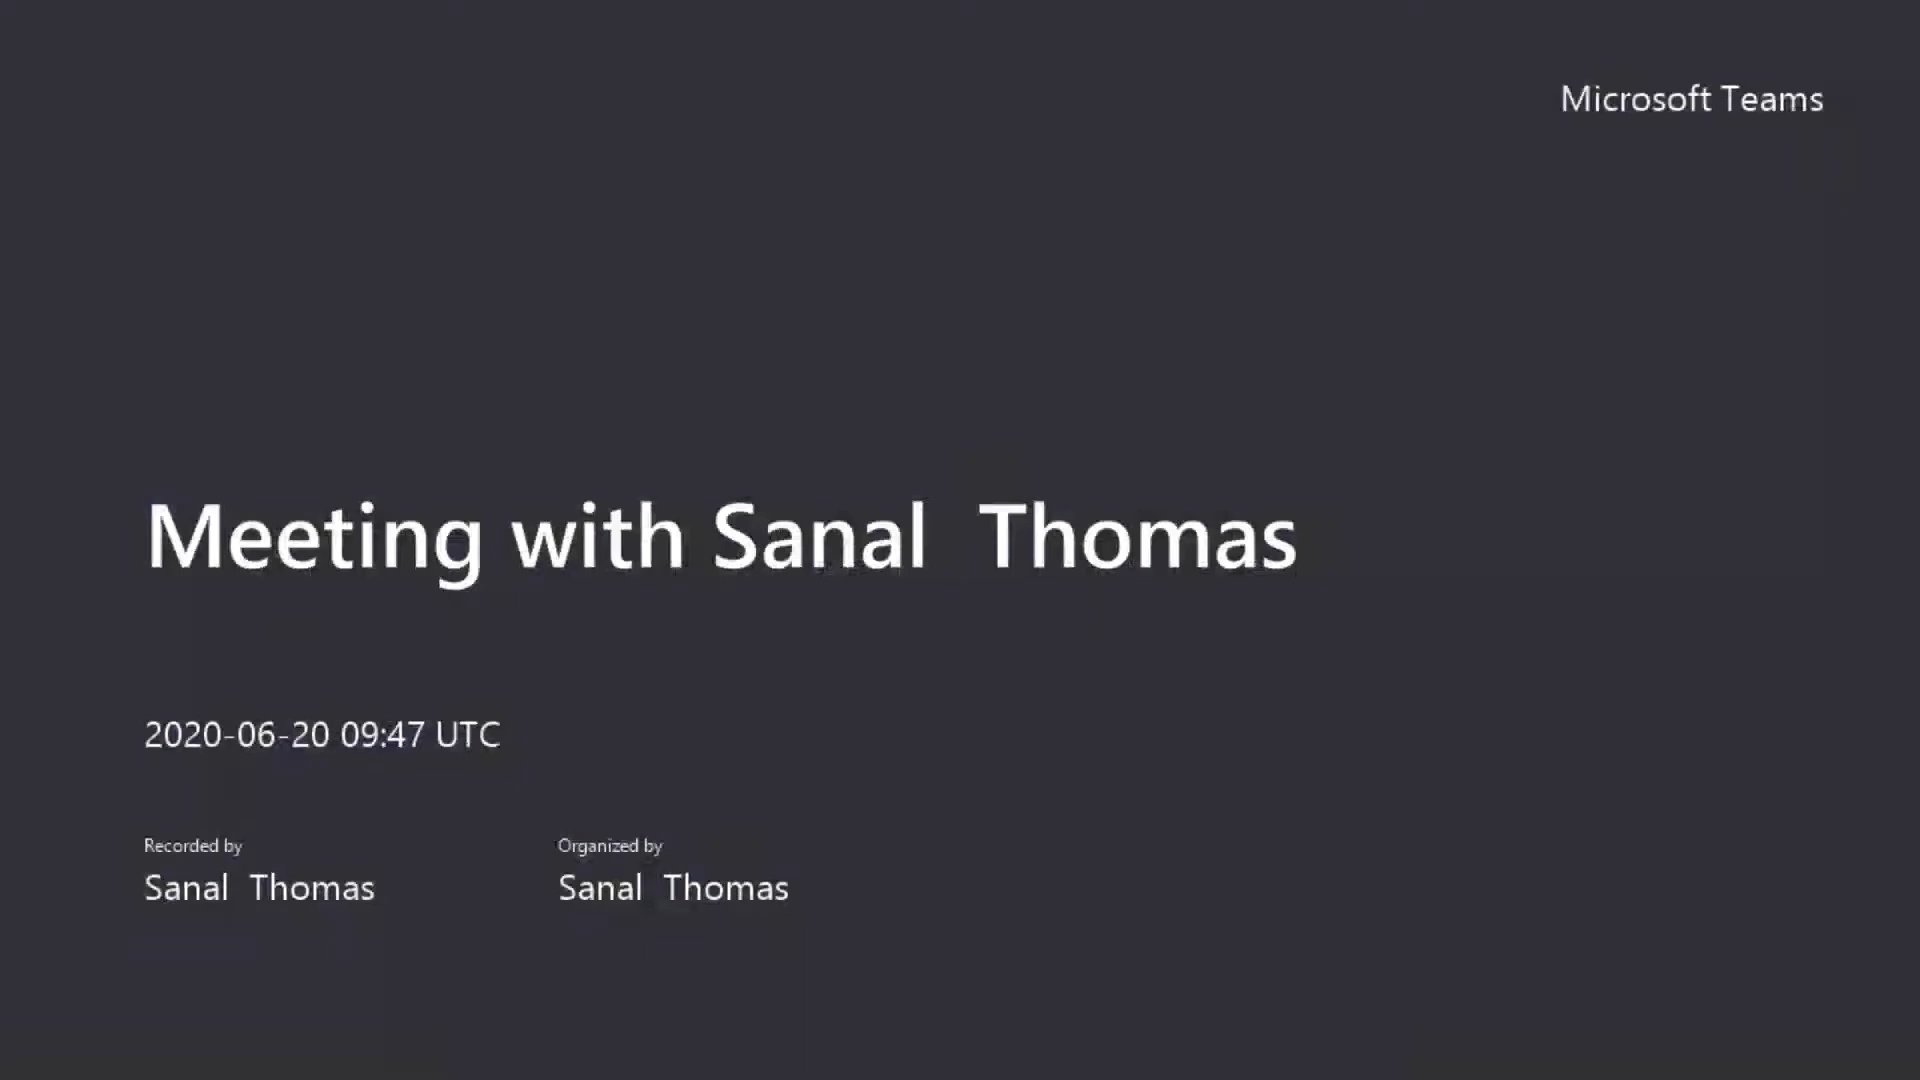 Microsoft Teams
Meeting with Sanal  Thomas
2020-06-20 09:47 UTC
Recorded by
Sanal  Thomas
Organized by
Sanal  Thomas